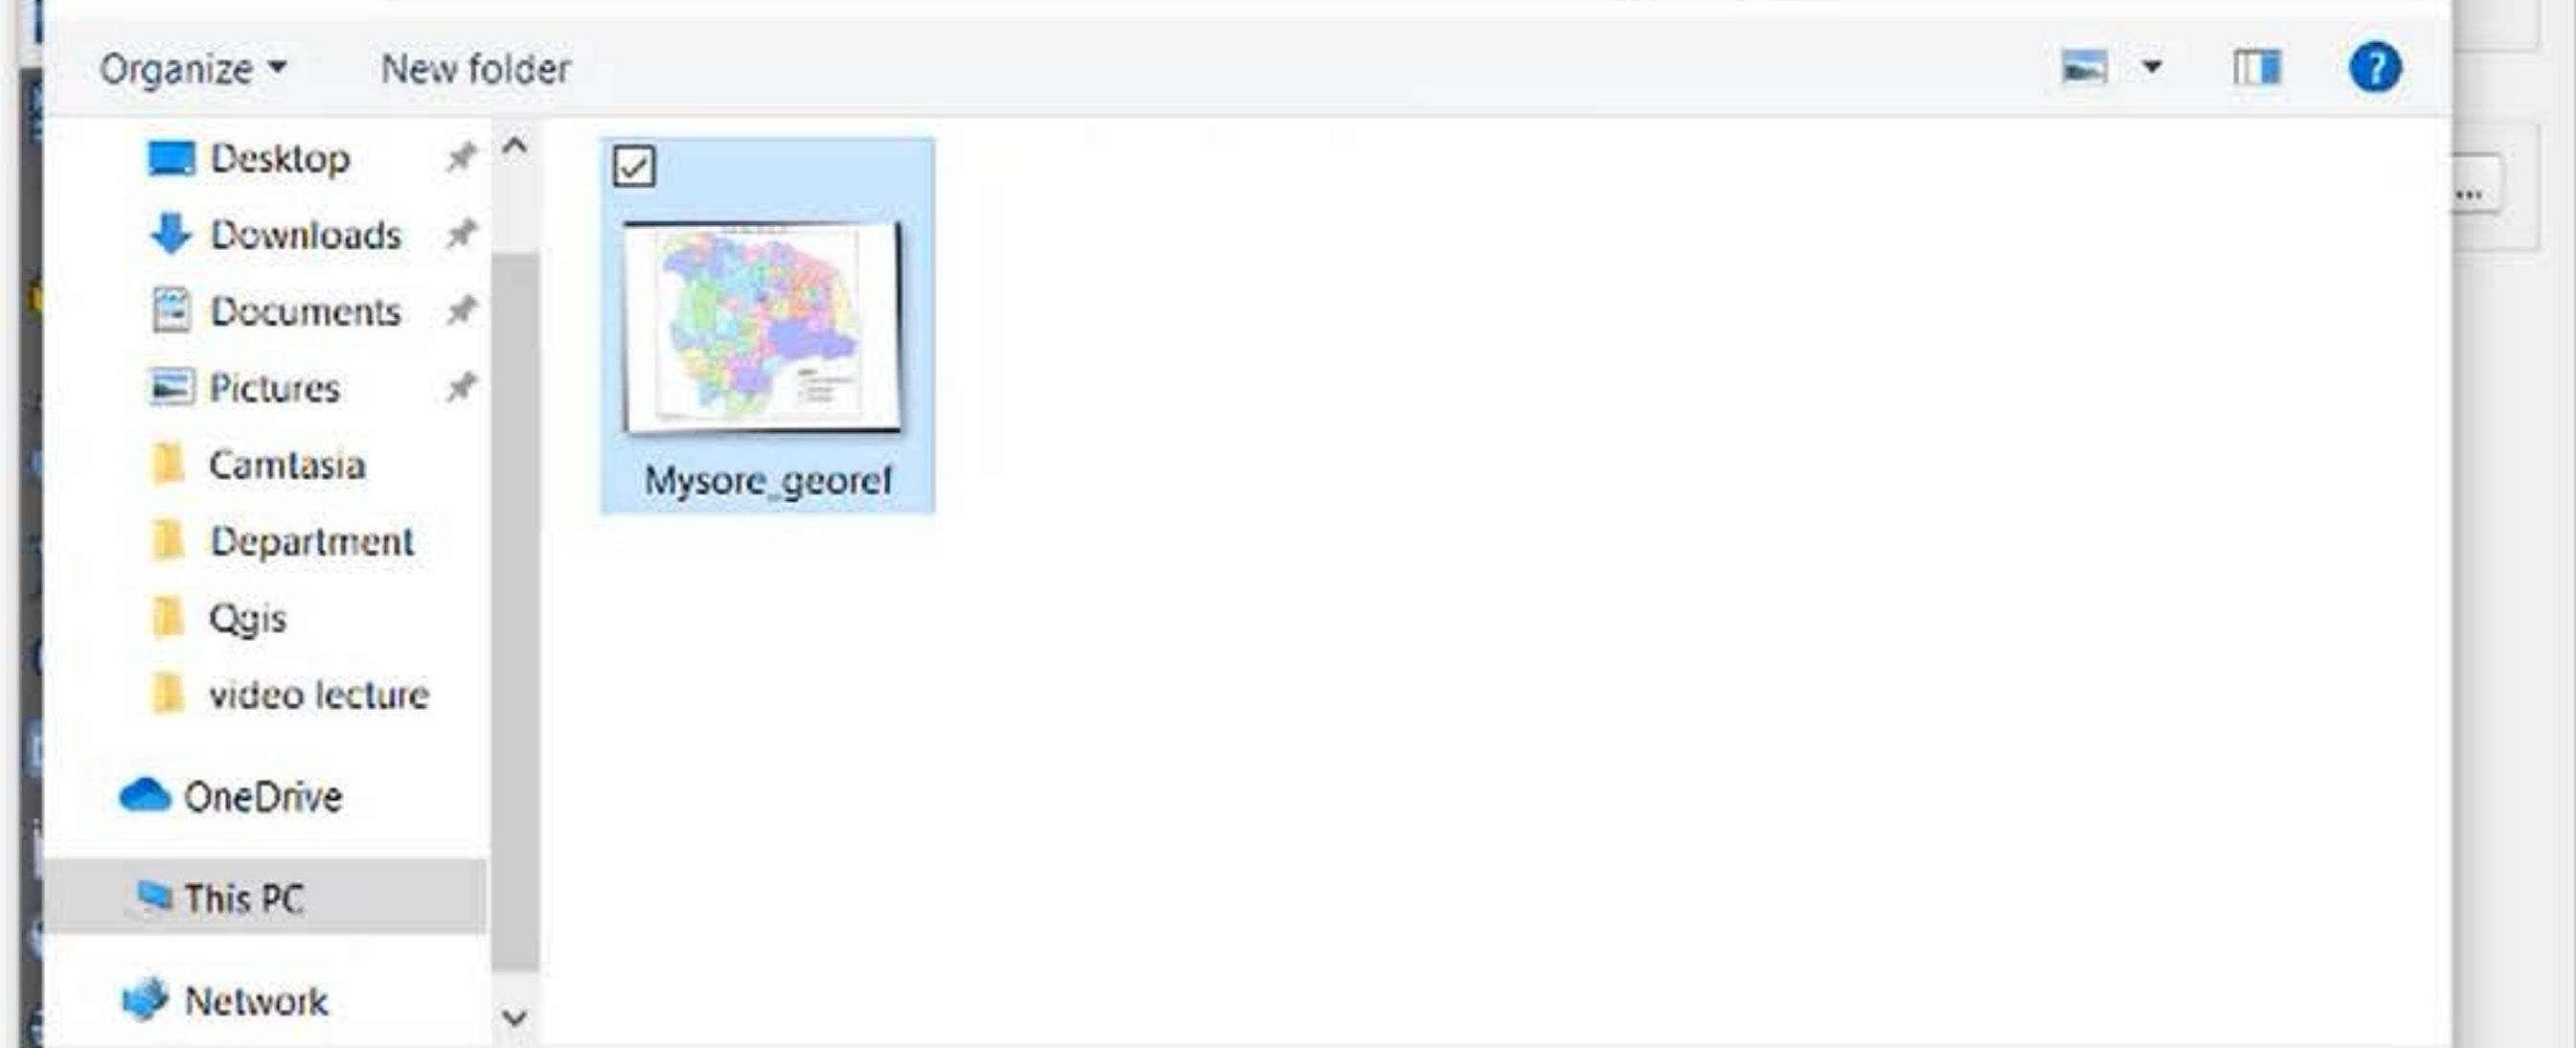 Organize New folder
Desktop
Downloads
Documents
Pictures
Camtasia
Department
Qgis
video lecture
OneDrive
This PC
Network
Mysore_georef
...